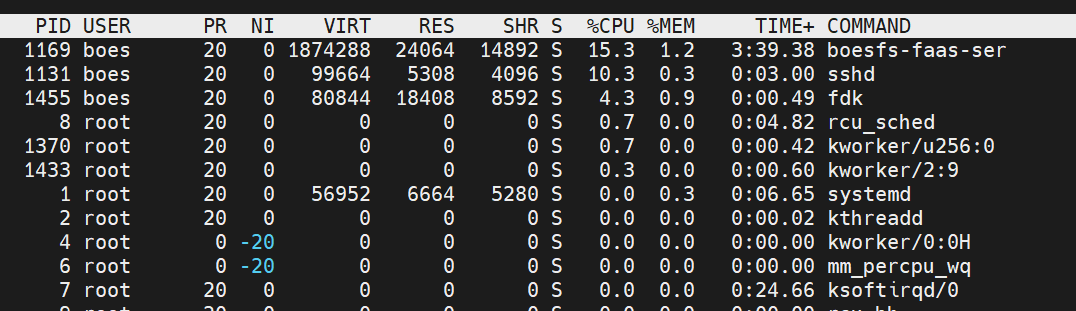 PID USER PR NI VIRT RES SHR S %CPU %MEM TIME+ COMMAND
1169 boes 20 0 1874288 24064 14892 S 15.3 1.2 3:39.38 boesfs-faas-ser
1131 boes 20 0 99664 5308 4096 S 10.3 0.3 0:03.00 sshd
1455 boes 20 0 80844 18408 8592 S 4.3 0.9 0:00.49 fdk
8 root 20 0 0 0 0 S 0.7 0.0 0:04.82 rcu_sched
1370 root 20 0 0 0 0 S 0.7 0.0 0:00.42 kworker/u256:0
1433 root 20 0 0 0 0 S 0.3 0.0 0:00.60 kworker/2:9
1 root 20 0 56952 6664 5280 S 0.0 0.3 0:06.65 systemd
2 root 20 0 0 0 0 S 0.0 0.0 0:00.02 kthreadd
4 root 0 -20 0 0 0 S 0.0 0.0 0:00.00 kworker/0:0H
6 root 0 -20 0 0 0 S 0.0 0.0 0:00.00 mm_percpu_wq
7 root 20 0 0 0 0 S 0.0 0.0 0:24.66 ksoftirqd/0